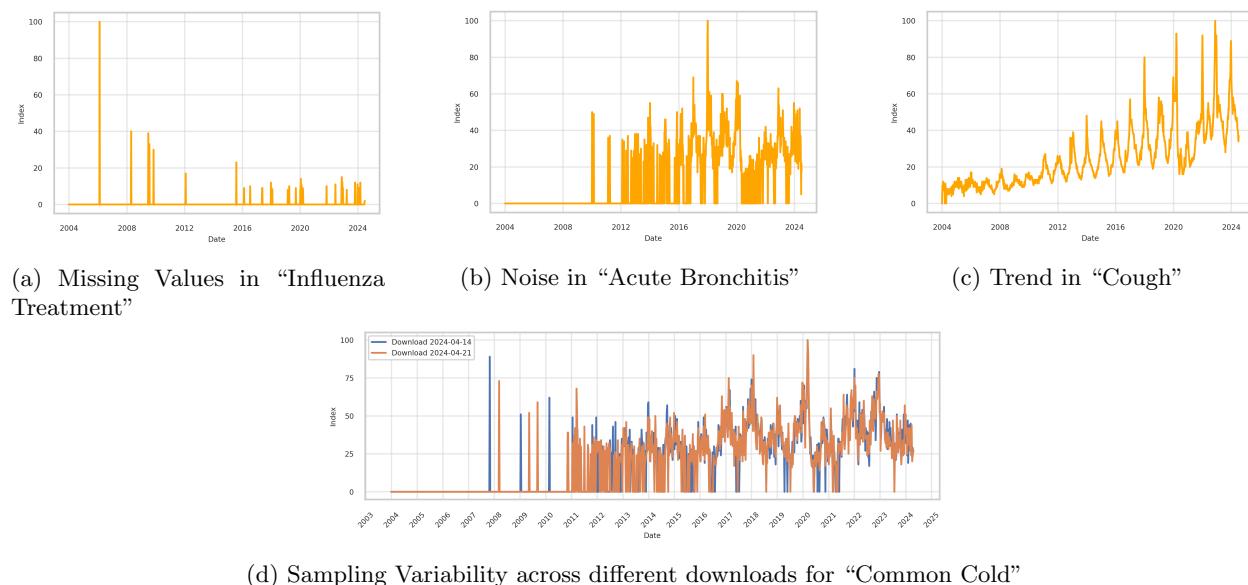 100
80
60
40
20
0
Index
2004 2008 2012 2016 2020 2024
Date
(a) Missing Values in “Influenza
Treatment”
100
80
60
40
20
0
Index
2004 2008 2012 2016 2020 2024
Date
(b) Noise in “Acute Bronchitis”
100
80
60
40
20
0
Index
2004 2008 2012 2016 2020 2024
Date
(c) Trend in “Cough”
Download 2024-04-14
Download 2024-04-21
100
75
50
25
0
Index
2003 2004 2005 2006 2007 2008 2009 2010 2011 2012 2013 2014 2015 2016 2017 2018 2019 2020 2021 2022 2023 2024 2025
Date
(d) Sampling Variability across different downloads for “Common Cold”